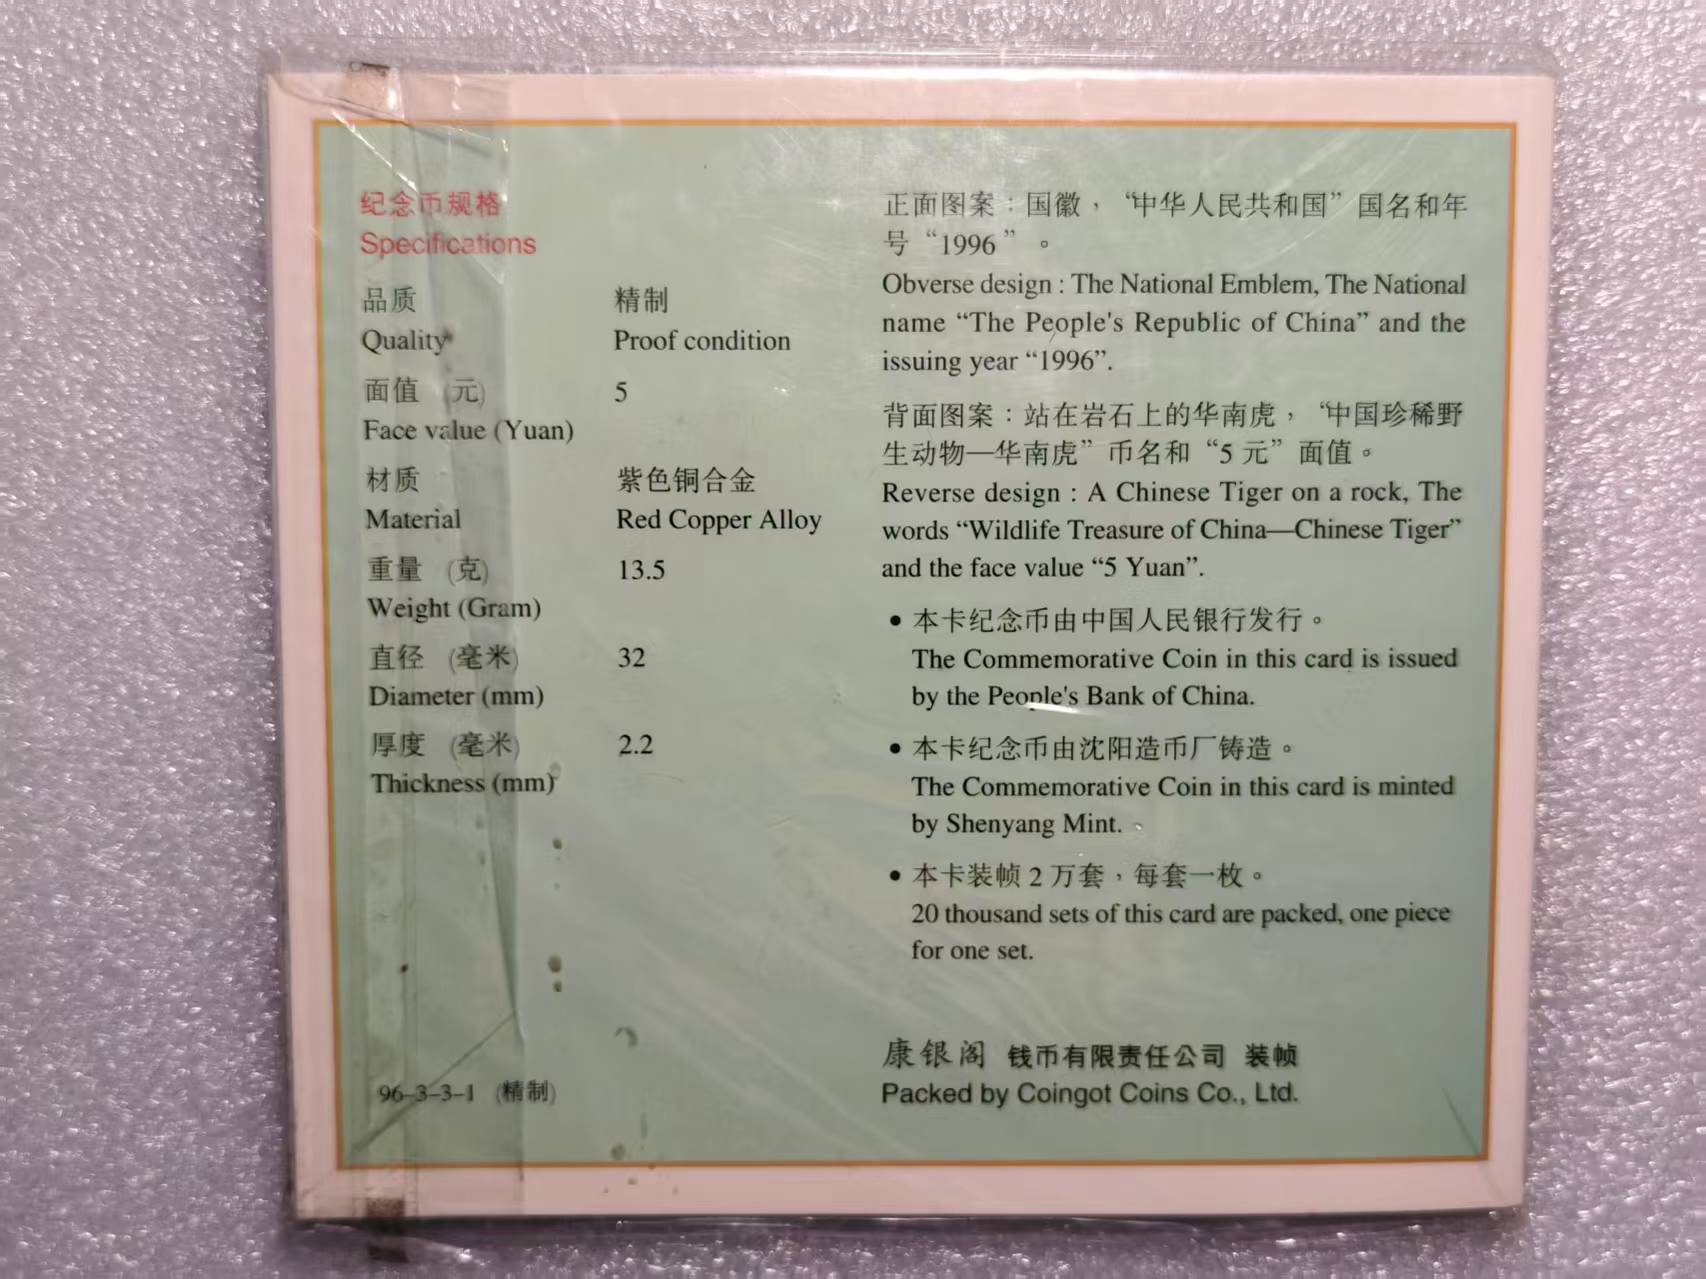 纪念币规格
Specifications
品质 精制
Quality Proof condition
面值 (元) 5
Face value (Yuan)
材质 紫色铜合金
Material Red Copper Alloy
重量 (克) 13.5
Weight (Gram)
直径 (毫米) 32
Diameter (mm)
厚度 (毫米) 2.2
Thickness (mm)
96-3-3-1 (精制)
正面图案：国徽，“中华人民共和国”国名和年
号“1996”。
Obverse design : The National Emblem, The National
name “The People's Republic of China” and the
issuing year “1996”.
背面图案：站在岩石上的华南虎，“中国珍稀野
生动物—华南虎”币名和“5元”面值。
Reverse design : A Chinese Tiger on a rock, The
words “Wildlife Treasure of China—Chinese Tiger”
and the face value “5 Yuan”.
• 本卡纪念币由中国人民银行发行。
The Commemorative Coin in this card is issued
by the People's Bank of China.
• 本卡纪念币由沈阳造币厂铸造。
The Commemorative Coin in this card is minted
by Shenyang Mint.
• 本卡装帧2万套，每套一枚。
20 thousand sets of this card are packed, one piece
for one set.
康银阁 钱币有限责任公司 装帧
Packed by Coingot Coins Co., Ltd.